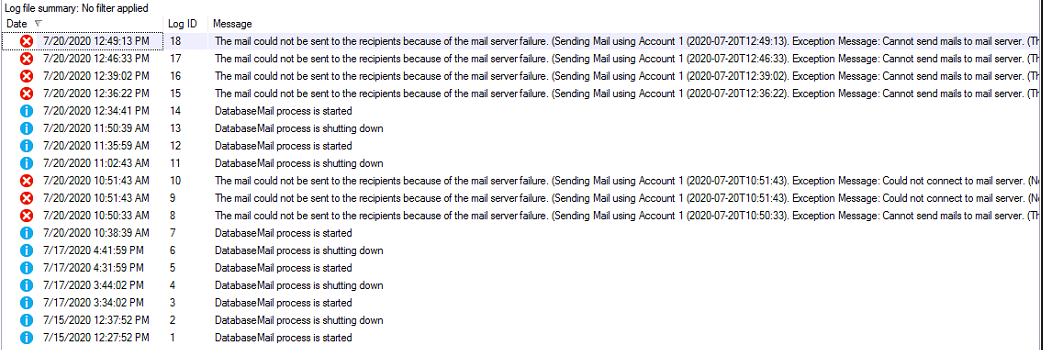 Log file summary: No filter applied
Date Log ID Message
7/20/2020 12:49:13 PM 18 The mail could not be sent to the recipients because of the mail server failure. (Sending Mail using Account 1 (2020-07-20T12:49:13). Exception Message: Cannot send mails to mail server. (Th
7/20/2020 12:46:33 PM 17 The mail could not be sent to the recipients because of the mail server failure. (Sending Mail using Account 1 (2020-07-20T12:46:33). Exception Message: Cannot send mails to mail server. (Th
7/20/2020 12:39:02 PM 16 The mail could not be sent to the recipients because of the mail server failure. (Sending Mail using Account 1 (2020-07-20T12:39:02). Exception Message: Cannot send mails to mail server. (Th
7/20/2020 12:36:22 PM 15 The mail could not be sent to the recipients because of the mail server failure. (Sending Mail using Account 1 (2020-07-20T12:36:22). Exception Message: Cannot send mails to mail server. (Th
7/20/2020 12:34:41 PM 14 DatabaseMail process is started
7/20/2020 11:50:39 AM 13 DatabaseMail process is shutting down
7/20/2020 11:35:59 AM 12 DatabaseMail process is started
7/20/2020 11:02:43 AM 11 DatabaseMail process is shutting down
7/20/2020 10:51:43 AM 10 The mail could not be sent to the recipients because of the mail server failure. (Sending Mail using Account 1 (2020-07-20T10:51:43). Exception Message: Could not connect to mail server. (No
7/20/2020 10:51:43 AM 9 The mail could not be sent to the recipients because of the mail server failure. (Sending Mail using Account 1 (2020-07-20T10:51:43). Exception Message: Could not connect to mail server. (No
7/20/2020 10:50:33 AM 8 The mail could not be sent to the recipients because of the mail server failure. (Sending Mail using Account 1 (2020-07-20T10:50:33). Exception Message: Cannot send mails to mail server. (Th
7/20/2020 10:38:39 AM 7 DatabaseMail process is started
7/17/2020 4:41:59 PM 6 DatabaseMail process is shutting down
7/17/2020 4:31:59 PM 5 DatabaseMail process is started
7/17/2020 3:44:02 PM 4 DatabaseMail process is shutting down
7/17/2020 3:34:02 PM 3 DatabaseMail process is started
7/15/2020 12:37:52 PM 2 DatabaseMail process is shutting down
7/15/2020 12:27:52 PM 1 DatabaseMail process is started